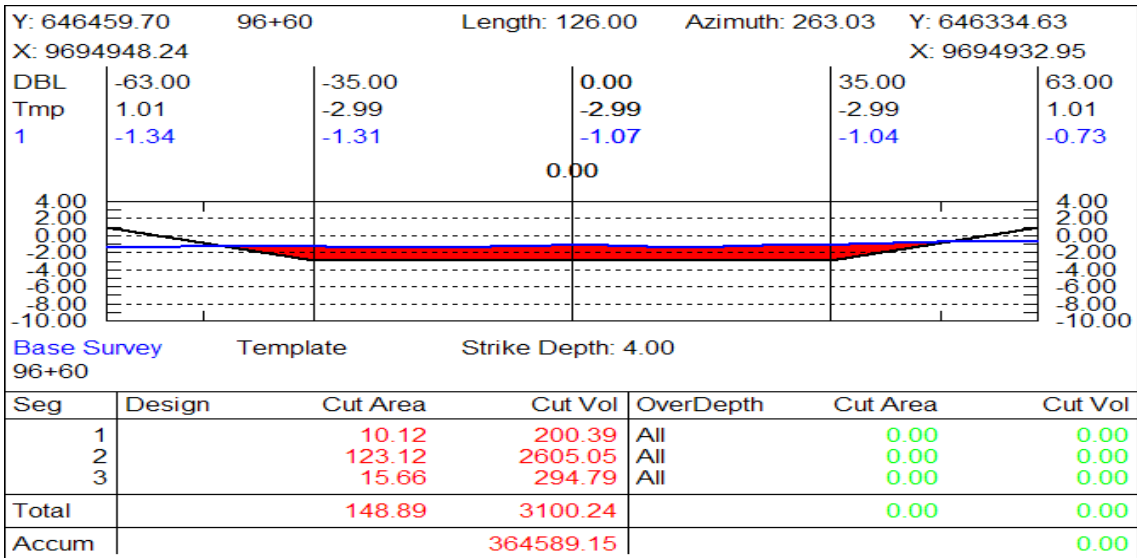 Y: 646459.70 96+60 Length: 126.00 Azimuth: 263.03 Y: 646334.63
X: 9694948.24 X: 9694932.95
DBL -63.00 -35.00 0.00 35.00 63.00
Tmp 1.01 -2.99 -2.99 -2.99 1.01
1 -1.34 -1.31 -1.07 -1.04 -0.73
0.00
4.00 4.00
2.00 2.00
0.00 0.00
-2.00 -2.00
-4.00 -4.00
-6.00 -6.00
-8.00 -8.00
-10.00 -10.00
Base Survey Template Strike Depth: 4.00
96+60
Seg Design Cut Area Cut Vol OverDepth Cut Area Cut Vol
1 10.12 200.39 All 0.00 0.00
2 123.12 2605.05 All 0.00 0.00
3 15.66 294.79 All 0.00 0.00
Total 148.89 3100.24 0.00 0.00
Accum 364589.15 0.00